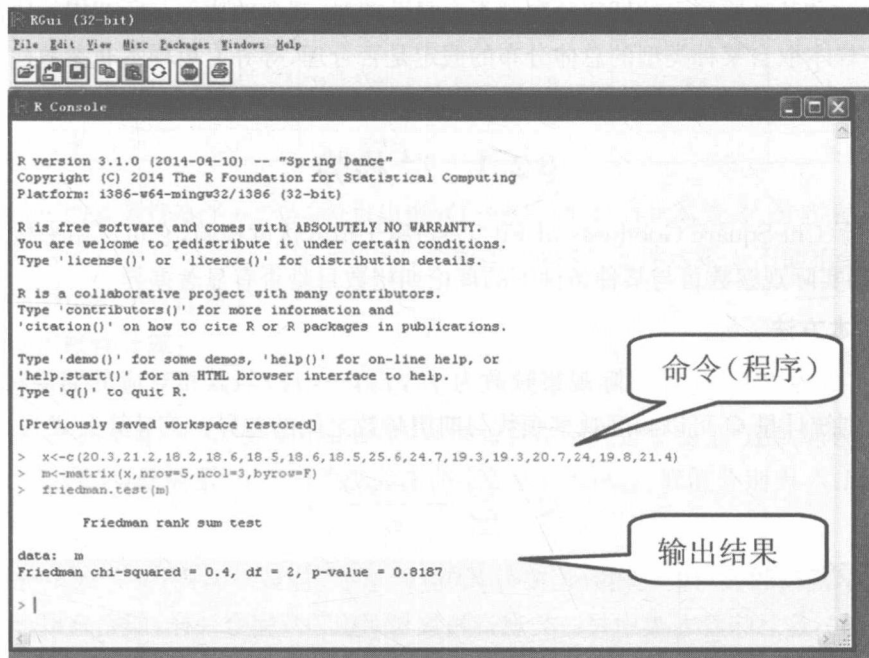 RGui (32-bit)
File Edit View Misc Packages Windows Help
STOP
R Console
R version 3.1.0 (2014-04-10) -- "Spring Dance"
Copyright (C) 2014 The R Foundation for Statistical Computing
Platform: i386-w64-mingw32/i386 (32-bit)
R is free software and comes with ABSOLUTELY NO WARRANTY.
You are welcome to redistribute it under certain conditions.
Type 'license()' or 'licence()' for distribution details.
R is a collaborative project with many contributors.
Type 'contributors()' for more information and
'citation()' on how to cite R or R packages in publications.
Type 'demo()' for some demos, 'help()' for on-line help, or
'help.start()' for an HTML browser interface to help.
Type 'q()' to quit R.
命令(程序)
[Previously saved workspace restored]
> x<-c(20.3,21.2,18.2,18.6,18.5,18.6,18.5,25.6,24.7,19.3,19.3,20.7,24,19.8,21.4)
> m<-matrix(x,nrow=5,ncol=3,byrow=F)
> friedman.test(m)
Friedman rank sum test
输出结果
data: m
Friedman chi-squared = 0.4, df = 2, p-value = 0.8187
>